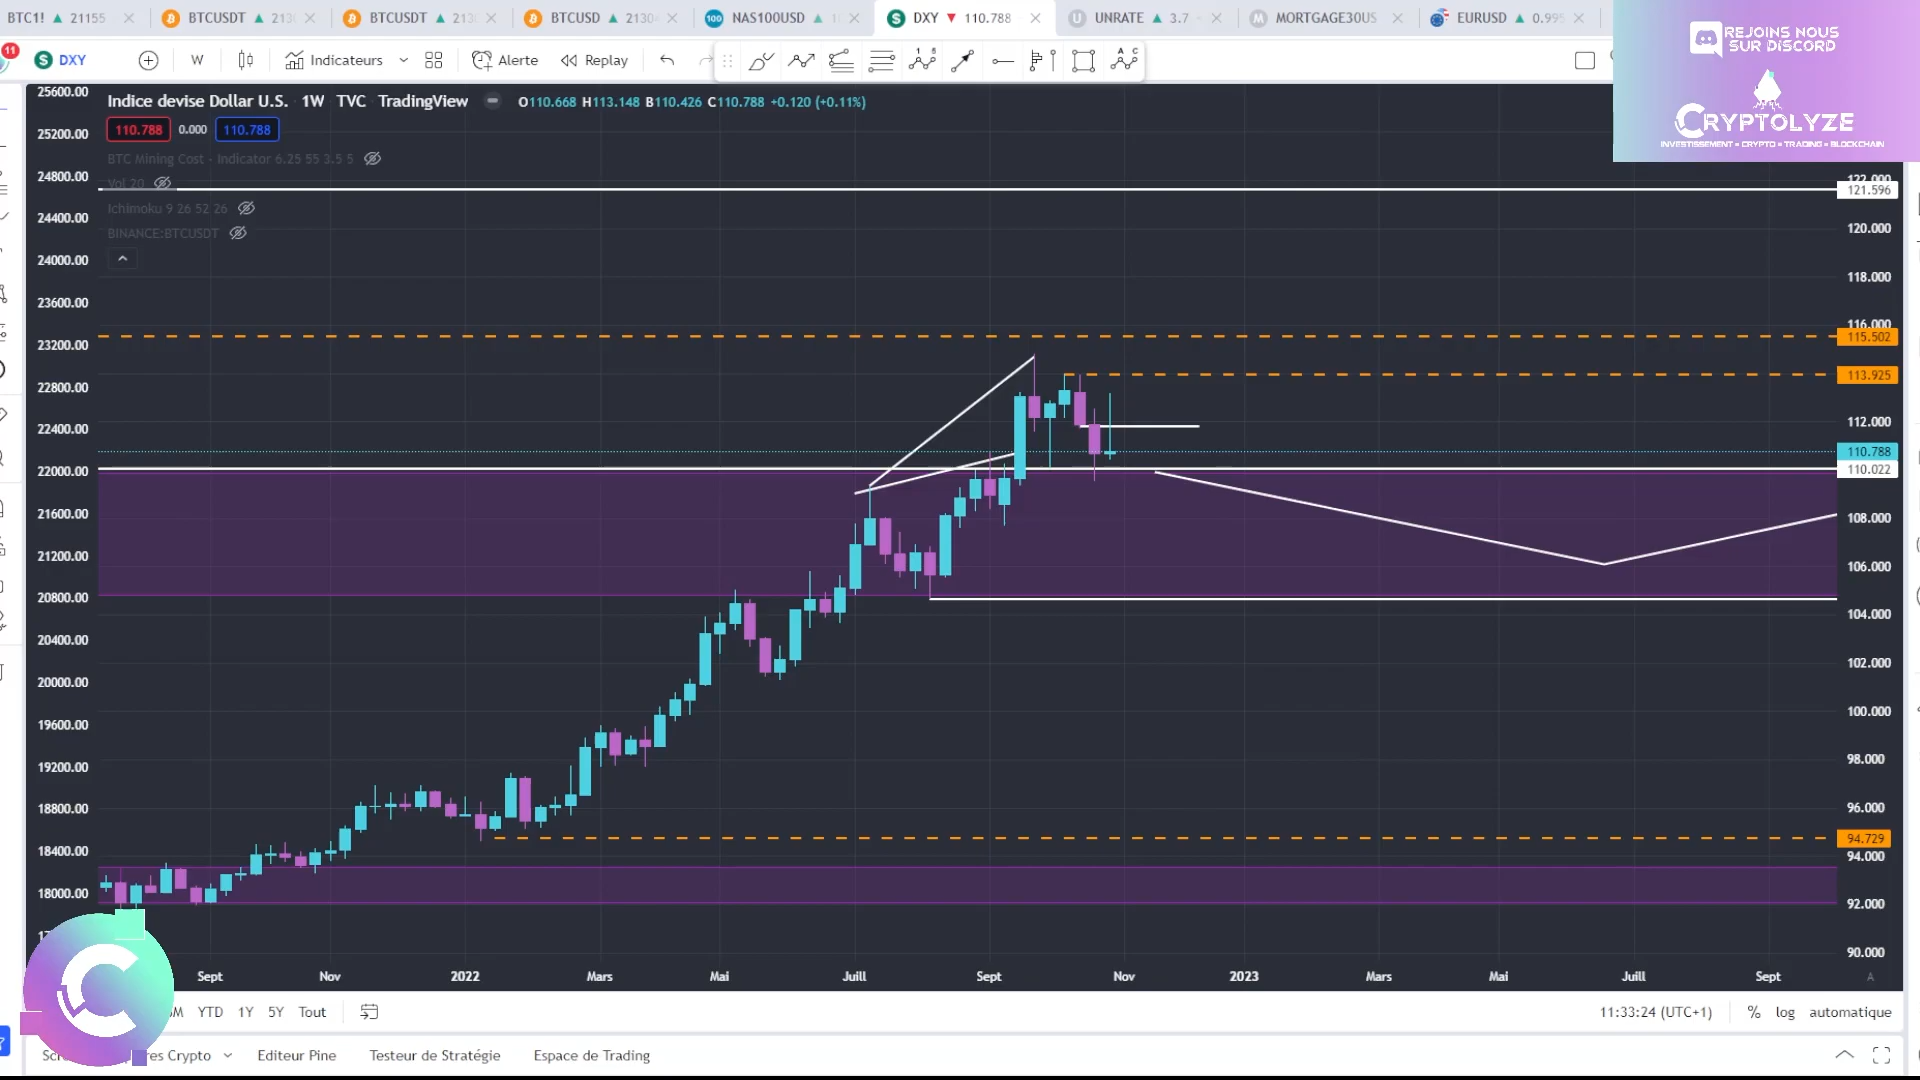 BTC1! 21155
BTCUSDT
BTCUSDT
BTCUSD
100 NAS100USD
S DXY 110.788
U UNRATE 3.7
M MORTGAGE30US
EURUSD
REJOINS NOUS
SUR DISCORD
CRYPTOLYZE
INVESTISSEMENT • CRYPTO • TRADING • BLOCKCHAIN
11
S DXY
W
Indicateurs
Alerte
Replay
Indice devise Dollar U.S. 1W TVC TradingView O110.668 H113.148 B110.426 C110.788 +0.120 (+0.11%)
110.788 0.000 110.788
BTC Mining Cost - Indicator 6.25 55 3.5 5
Vol 20
Ichimoku 9 26 52 26
BINANCE:BTCUSDT
25600.00
25200.00
24800.00
24400.00
24000.00
23600.00
23200.00
22800.00
22400.00
22000.00
21600.00
21200.00
20800.00
20400.00
20000.00
19600.00
19200.00
18800.00
18400.00
18000.00
122.000
121.596
120.000
118.000
116.000
115.502
113.925
112.000
110.788
110.022
108.000
106.000
104.000
102.000
100.000
98.000
96.000
94.729
94.000
92.000
90.000
Sept Nov 2022 Mars Mai Juill Sept Nov 2023 Mars Mai Juill Sept A
YTD 1Y 5Y Tout
11:33:24 (UTC+1) % log automatique
Crypto Editeur Pine Testeur de Stratégie Espace de Trading